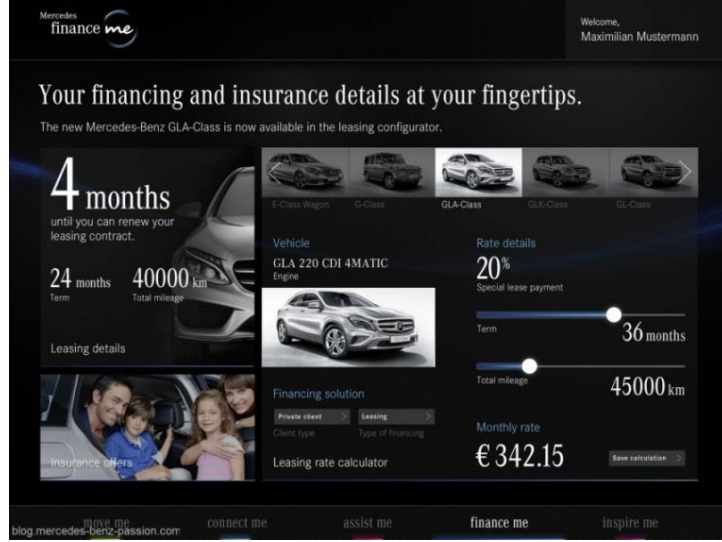 Mercedes
finance me
Welcome,
Maximilian Mustermann
Your financing and insurance details at your fingertips.
The new Mercedes-Benz GLA-Class is now available in the leasing configurator.
4 months
until you can renew your
leasing contract.
24 months
Term
40000 km
Total mileage
Leasing details
Insurance offers
E-Class Wagon
G-Class
GLA-Class
GLK-Class
GL-Class
Vehicle
GLA 220 CDI 4MATIC
Engine
Financing solution
Private client
Client type
Leasing
Type of financing
Leasing rate calculator
Rate details
20%
Special lease payment
Term
36 months
Total mileage
45000 km
Monthly rate
€ 342.15
Save calculation
move me
connect me
assist me
finance me
inspire me
blog.mercedes-benz-passion.com